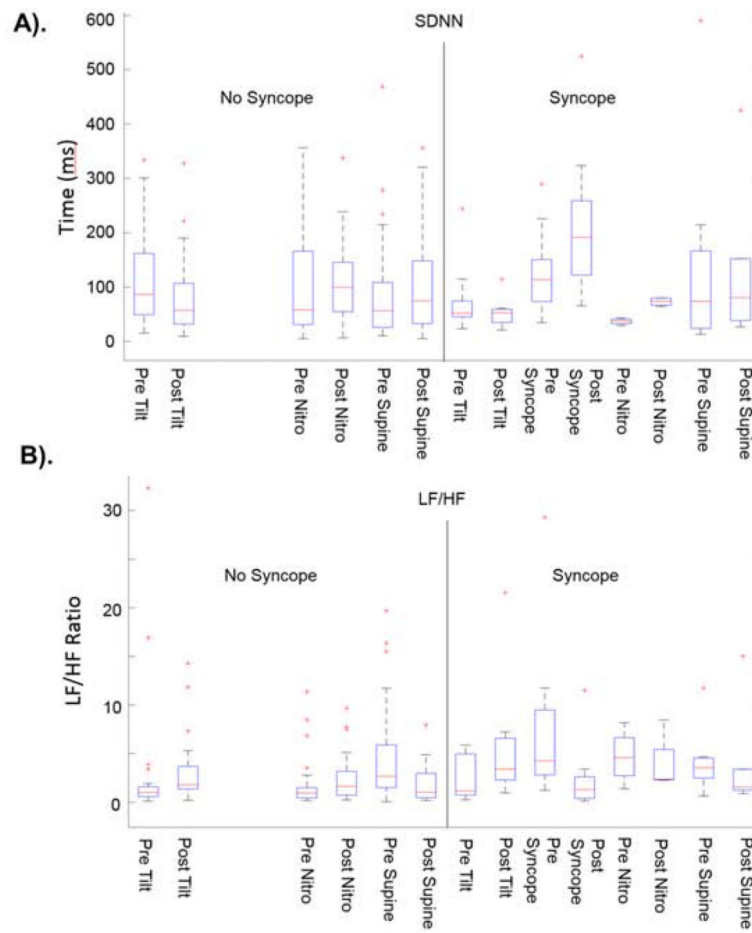 A).
SDNN
600
500
400
300
200
100
0
Time (ms)
No Syncope
Syncope
Pre Tilt
Post Tilt
Pre Nitro
Post Nitro
Pre Supine
Post Supine
Pre Tilt
Post Tilt
Pre
Syncope
Post
Syncope
Pre Nitro
Post Nitro
Pre Supine
Post Supine
B).
LF/HF
30
20
10
0
LF/HF Ratio
No Syncope
Syncope
Pre Tilt
Post Tilt
Pre Nitro
Post Nitro
Pre Supine
Post Supine
Pre Tilt
Post Tilt
Pre
Syncope
Post
Syncope
Pre Nitro
Post Nitro
Pre Supine
Post Supine